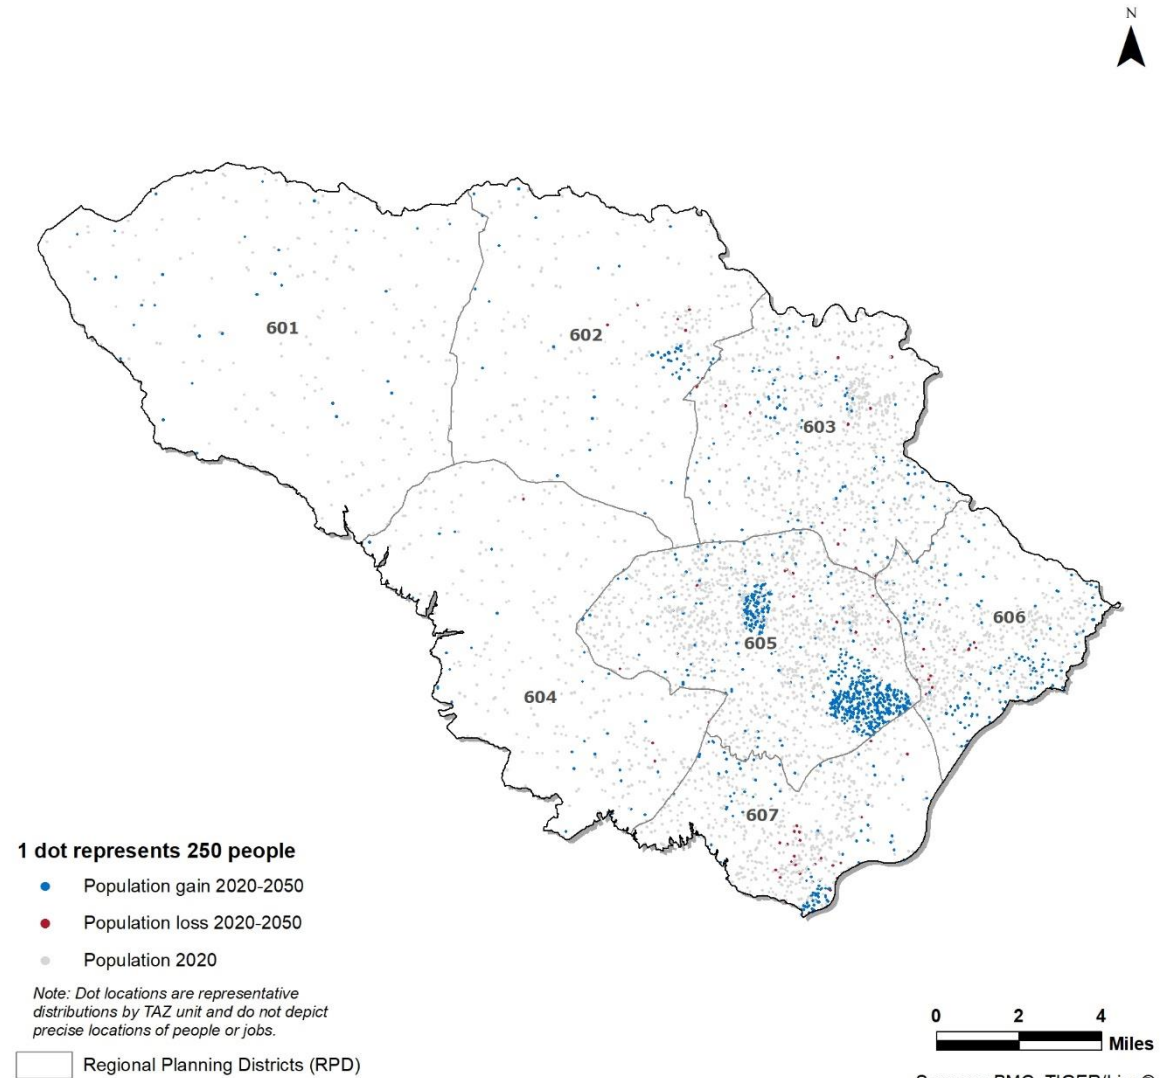 N
601
602
603
606
605
604
607
1 dot represents 250 people
Population gain 2020-2050
Population loss 2020-2050
Population 2020
Note: Dot locations are representative
distributions by TAZ unit and do not depict
precise locations of people or jobs.
Regional Planning Districts (RPD)
0 2 4
Miles